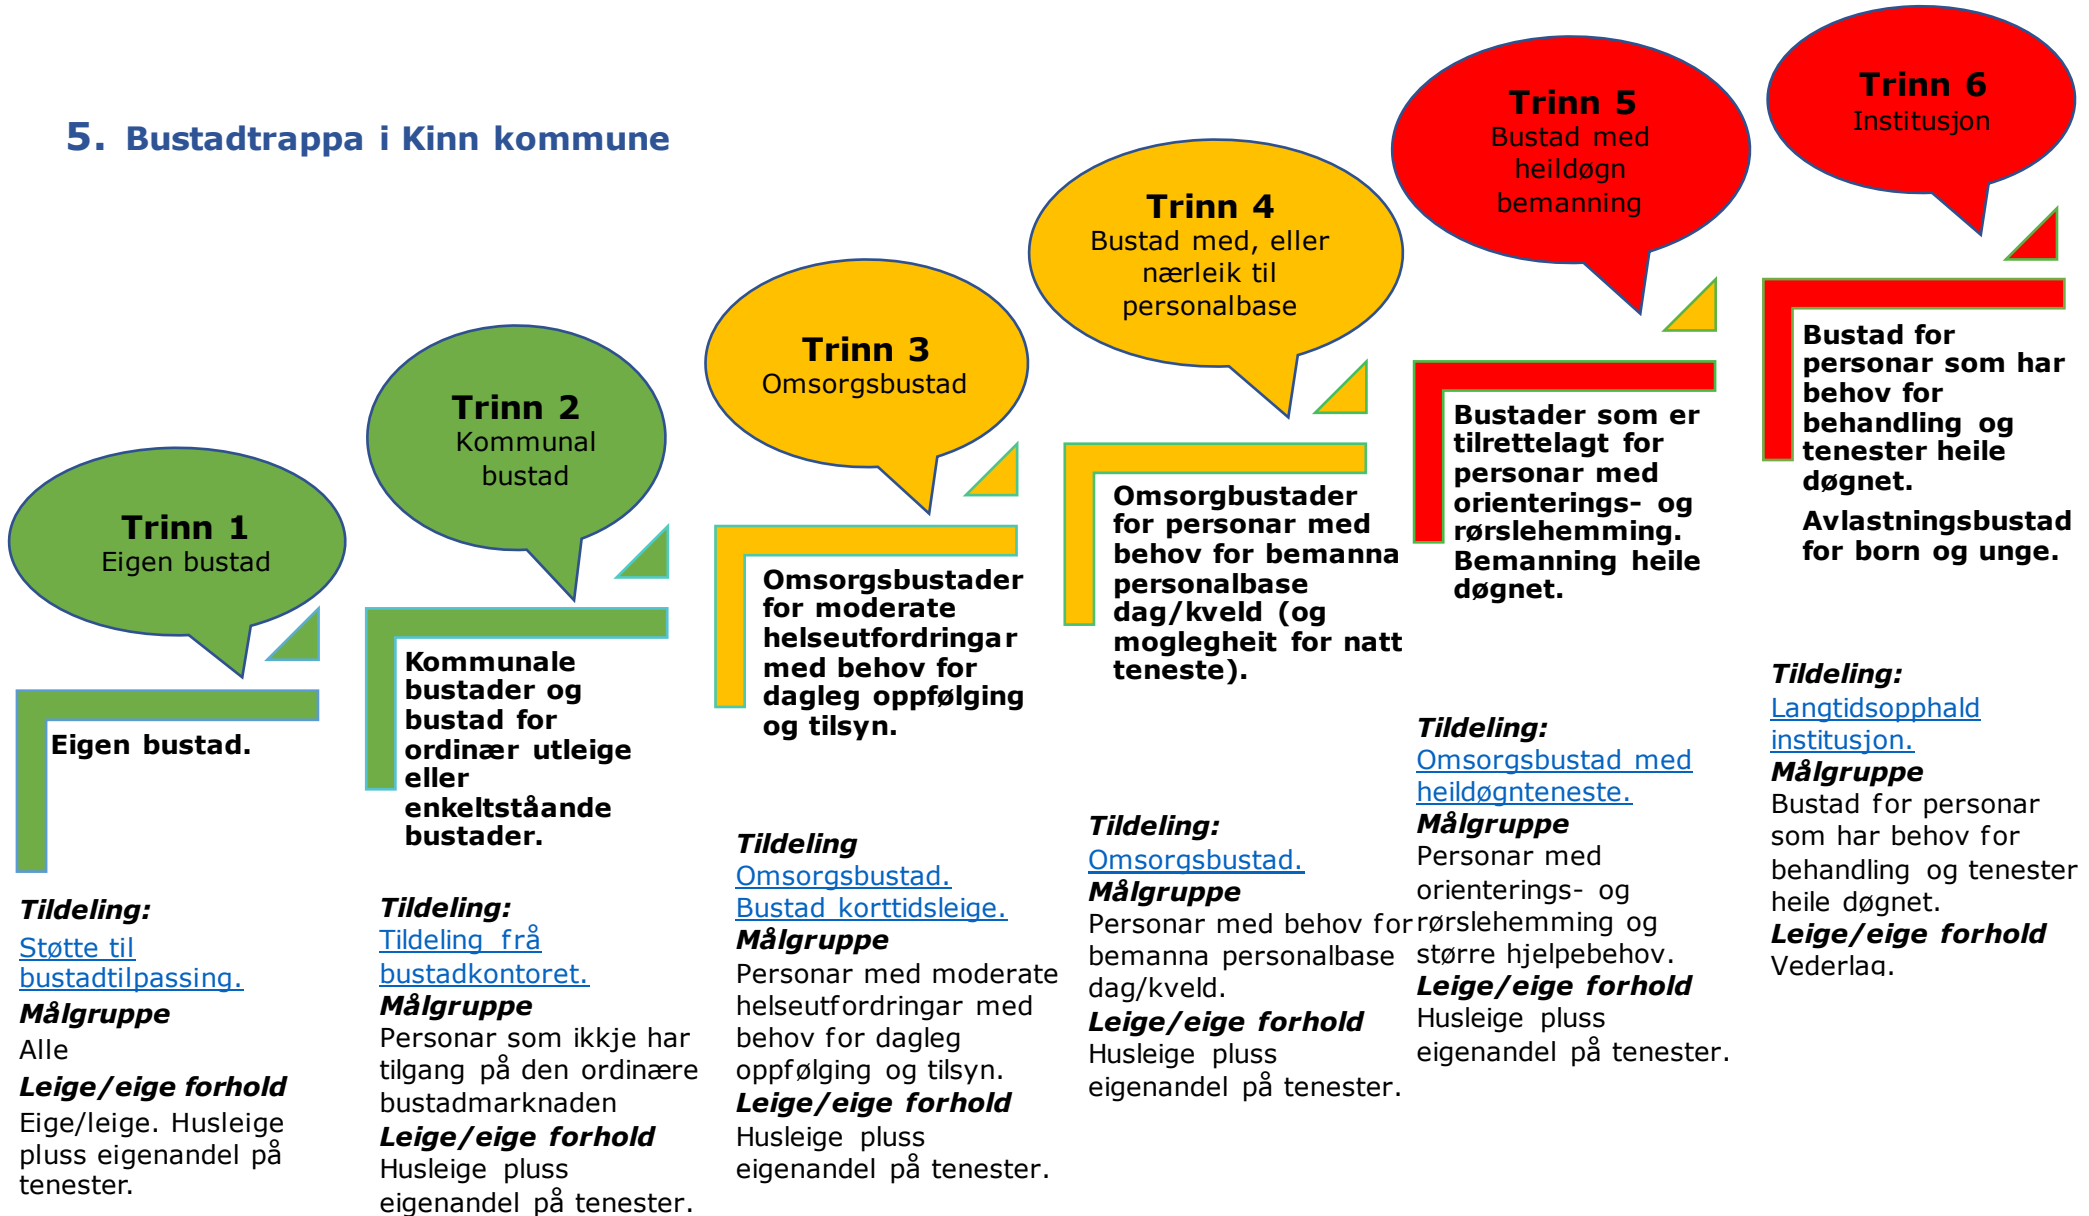 5. Bustadtrappa i Kinn kommune
Trinn 1
Eigen bustad
Eigen bustad.
Tildeling:
Støtte til
bustadtilpassing.
Målgruppe
Alle
Leige/eige forhold
Eige/leige. Husleige
pluss eigenandel på
tenester.
Trinn 2
Kommunal
bustad
Kommunale
bustader og
bustad for
ordinær utleige
eller
enkeltståande
bustader.
Tildeling:
Tildeling frå
bustadkontoret.
Målgruppe
Personar som ikkje har
tilgang på den ordinære
bustadmarknaden
Leige/eige forhold
Husleige pluss
eigenandel på tenester.
Trinn 3
Omsorgsbustad
Omsorgsbustader
for moderate
helseutfordringar
med behov for
dagleg oppfølging
og tilsyn.
Tildeling
Omsorgsbustad.
Bustad korttidsleige.
Målgruppe
Personar med moderate
helseutfordringar med
behov for dagleg
oppfølging og tilsyn.
Leige/eige forhold
Husleige pluss
eigenandel på tenester.
Trinn 4
Bustad med, eller
nærleik til
personalbase
Omsorgbustader
for personar med
behov for bemanna
personalbase
dag/kveld (og
moglegheit for natt
teneste).
Tildeling:
Omsorgsbustad.
Målgruppe
Personar med behov for
bemanna personalbase
dag/kveld.
Leige/eige forhold
Husleige pluss
eigenandel på tenester.
Trinn 5
Bustad med
heildøgn
bemanning
Bustader som er
tilrettelagt for
personar med
orienterings- og
rørslehemming.
Bemanning heile
døgnet.
Tildeling:
Omsorgsbustad med
heildøgnteneste.
Målgruppe
Personar med
orienterings- og
rørslehemming og
større hjelpebehov.
Leige/eige forhold
Husleige pluss
eigenandel på tenester.
Trinn 6
Institusjon
Bustad for
personar som har
behov for
behandling og
tenester heile
døgnet.
Avlastningsbustad
for born og unge.
Tildeling:
Langtidsopphald
institusjon.
Målgruppe
Bustad for personar
som har behov for
behandling og tenester
heile døgnet.
Leige/eige forhold
Vederlag.